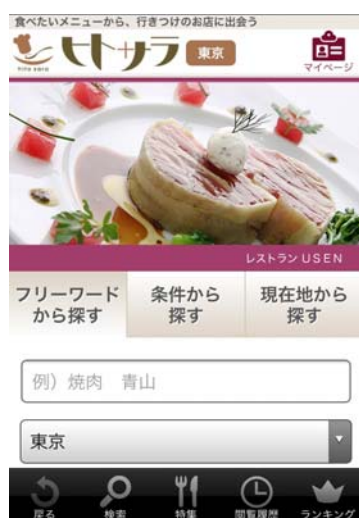 食べたいメニューから、行きつけのお店に出会う
ヒトサラ 東京
hito sara
マイページ
レストラン USEN
フリーワード
から探す
条件から
探す
現在地から
探す
例）焼肉 青山
東京
戻る 検索 特集 閲覧履歴 ランキング